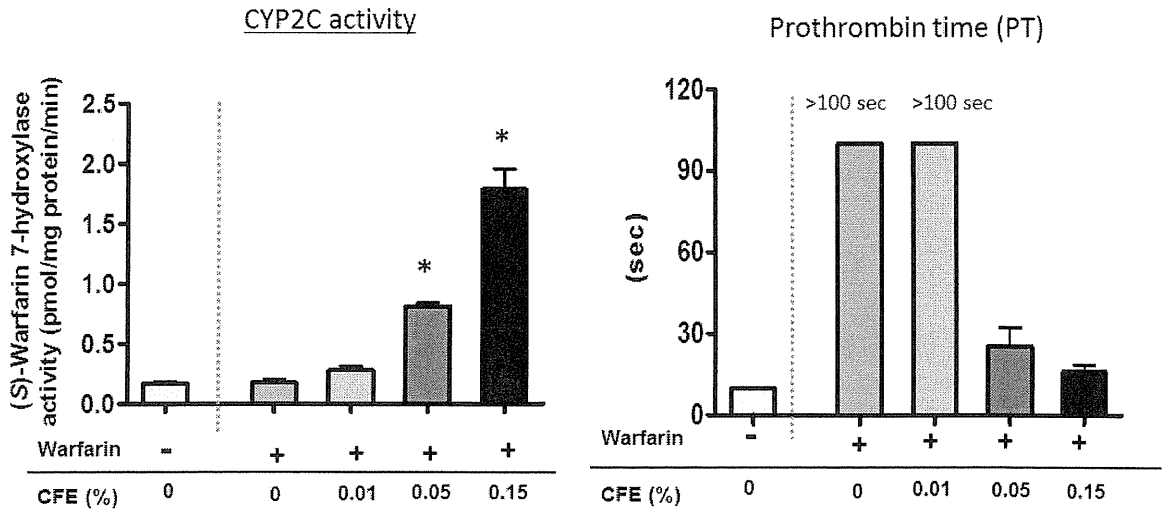 CYP2C activity
(S)-Warfarin 7-hydroxylase
activity (pmol/mg protein/min)
2.5
2.0
1.5
1.0
0.5
0.0
*
*
Warfarin - + + + +
CFE (%) 0 0 0.01 0.05 0.15
Prothrombin time (PT)
(sec)
120
90
60
30
0
>100 sec >100 sec
Warfarin - + + + +
CFE (%) 0 0 0.01 0.05 0.15